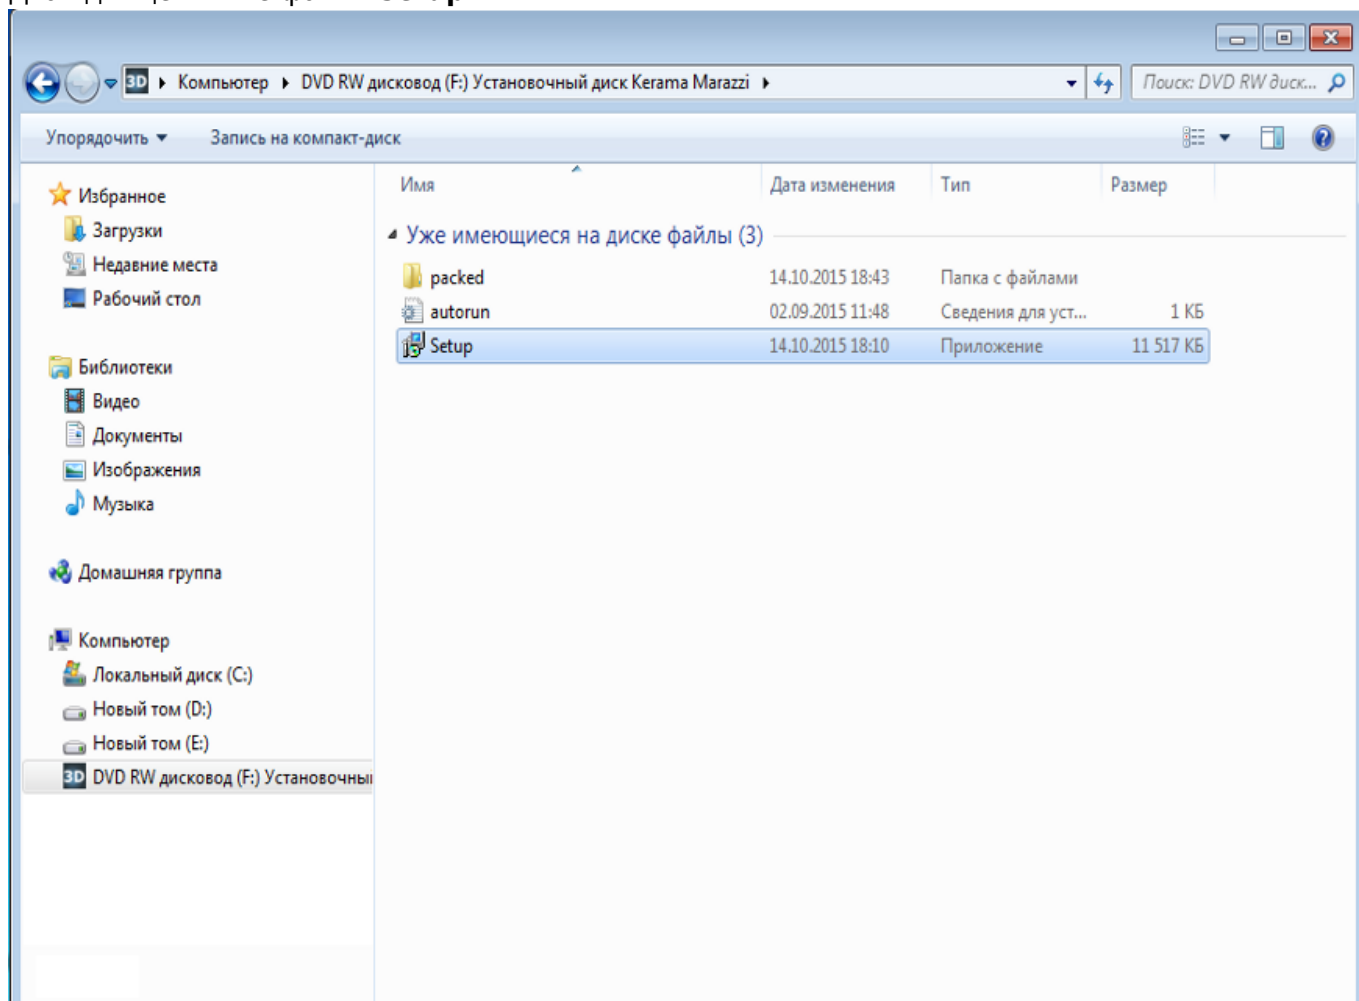 3D Компьютер DVD RW дисковод (F:) Установочный диск Kerama Marazzi Поиск: DVD RW диск...
Упорядочить Запись на компакт-диск
Избранное
Загрузки
Недавние места
Рабочий стол
Библиотеки
Видео
Документы
Изображения
Музыка
Домашняя группа
Компьютер
Локальный диск (C:)
Новый том (D:)
Новый том (E:)
3D DVD RW дисковод (F:) Установочный
Имя Дата изменения Тип Размер
Уже имеющиеся на диске файлы (3)
packed 14.10.2015 18:43 Папка с файлами
autorun 02.09.2015 11:48 Сведения для уст... 1 КБ
Setup 14.10.2015 18:10 Приложение 11 517 КБ